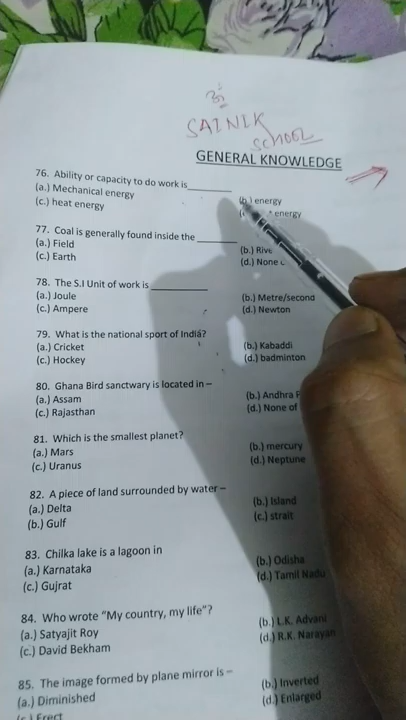 ॐ
SAINIK
SCHOOL
GENERAL KNOWLEDGE
76. Ability or capacity to do work is______
(a.) Mechanical energy (b.) energy
(c.) heat energy energy
77. Coal is generally found inside the ______
(a.) Field (b.)
(c.) Earth (d.) None
78. The S.I Unit of work is__________
(a.) Joule (b.) Metre/second
(c.) Ampere (d.) Newton
79. What is the national sport of India?
(a.) Cricket (b.) Kabaddi
(c.) Hockey (d.) badminton
80. Ghana Bird sanctwary is located in –
(a.) Assam (b.) Andhra
(c.) Rajasthan (d.) None of
81. Which is the smallest planet?
(a.) Mars (b.) mercury
(c.) Uranus (d.) Neptune
82. A piece of land surrounded by water –
(a.) Delta (b.) Island
(b.) Gulf (c.) strait
83. Chilka lake is a lagoon in
(a.) Karnataka (b.) Odisha
(c.) Gujrat (d.) Tamil Nadu
84. Who wrote "My country, my life"?
(a.) Satyajit Roy (b.) L.K. Advani
(c.) David Bekham (d.) R.K. Narayan
85. The image formed by plane mirror is –
(a.) Diminished (b.) Inverted
(c.) Erect (d.) Enlarged